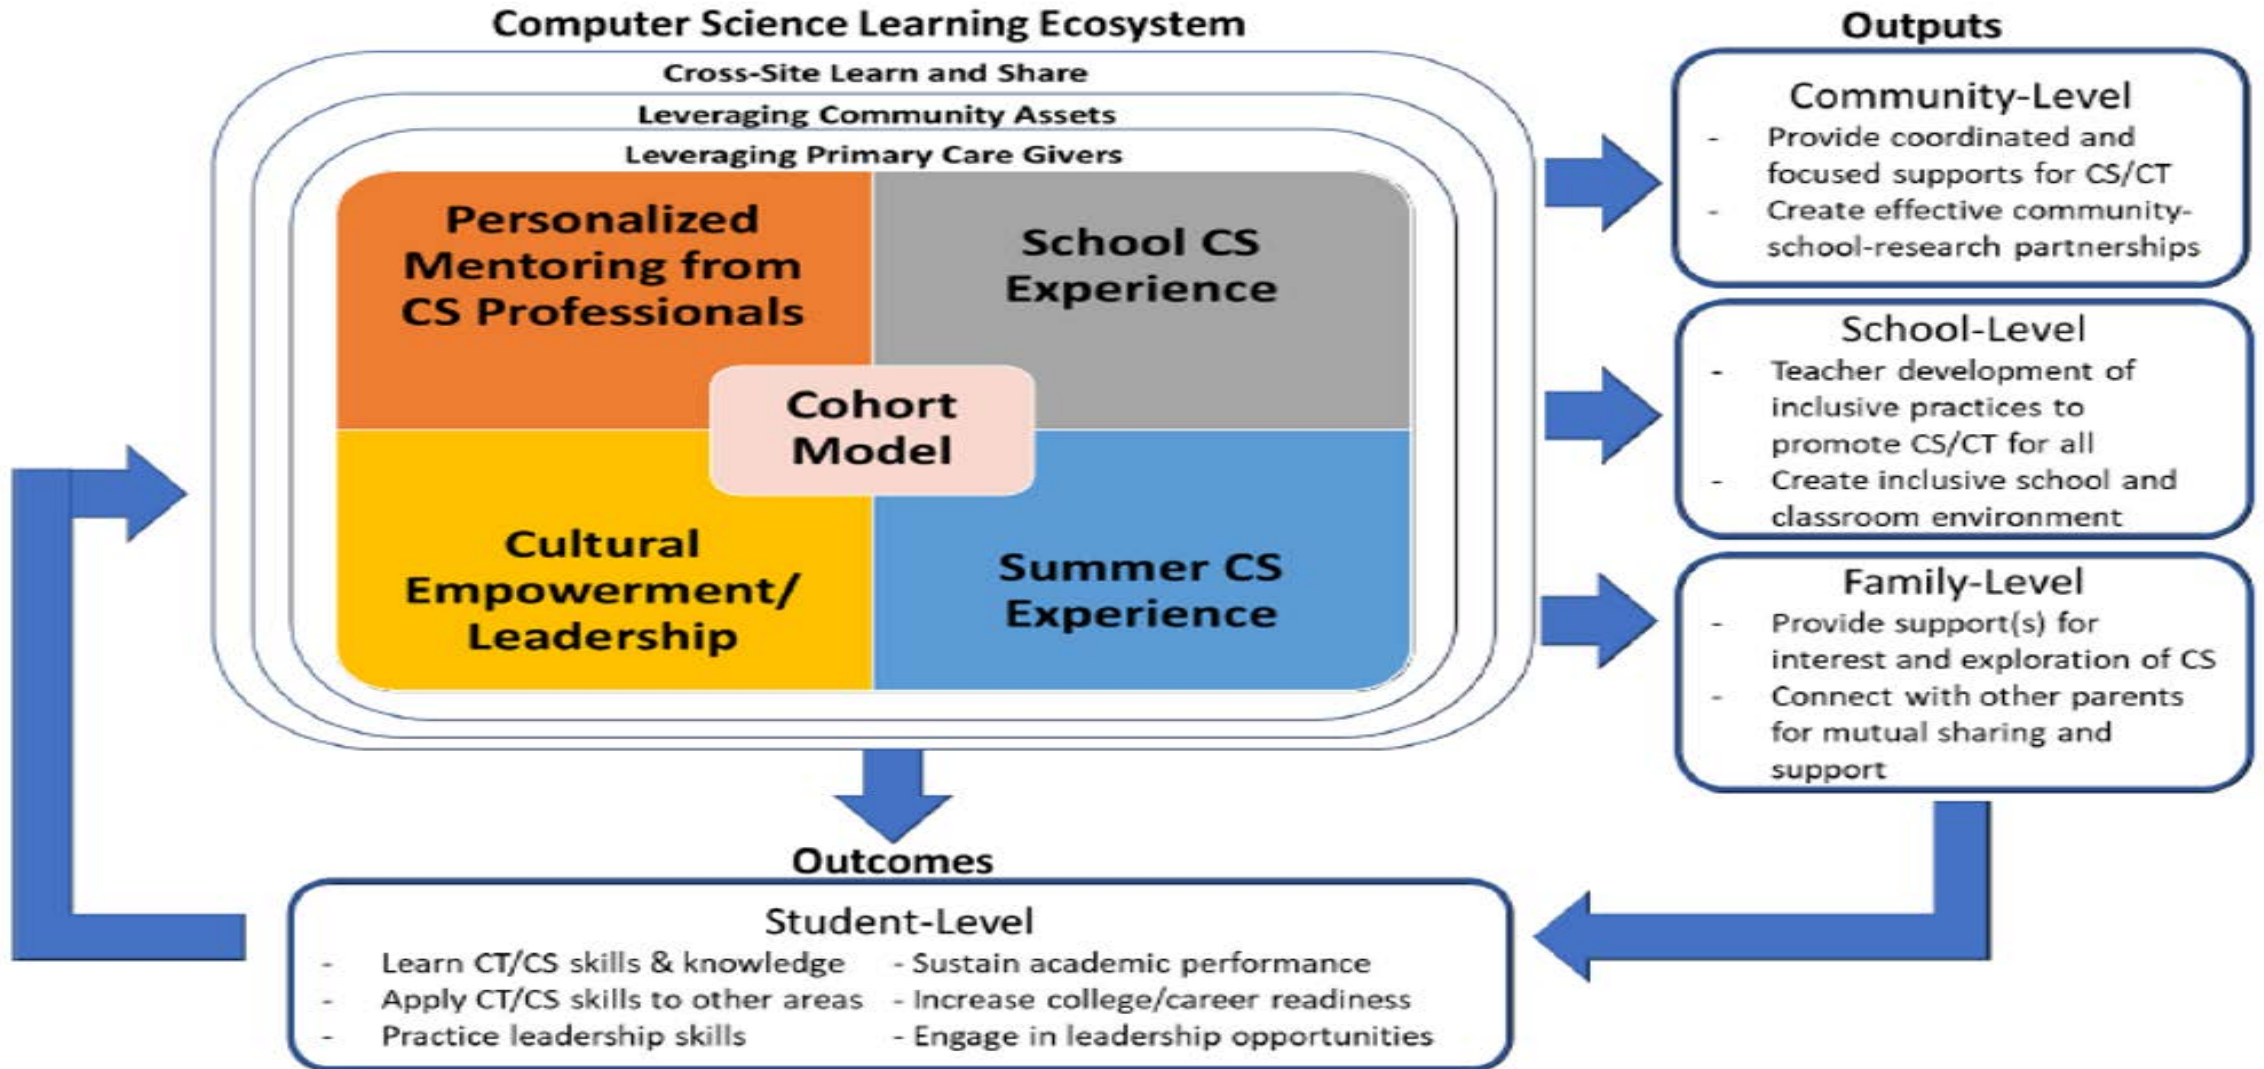 Computer Science Learning Ecosystem
Cross-Site Learn and Share
Leveraging Community Assets
Leveraging Primary Care Givers
Personalized
Mentoring from
CS Professionals
School CS
Experience
Cohort
Model
Cultural
Empowerment/
Leadership
Summer CS
Experience
Outputs
Community-Level
- Provide coordinated and
focused supports for CS/CT
- Create effective community-
school-research partnerships
School-Level
- Teacher development of
inclusive practices to
promote CS/CT for all
- Create inclusive school and
classroom environment
Family-Level
- Provide support(s) for
interest and exploration of CS
- Connect with other parents
for mutual sharing and
support
Outcomes
Student-Level
- Learn CT/CS skills & knowledge
- Apply CT/CS skills to other areas
- Practice leadership skills
- Sustain academic performance
- Increase college/career readiness
- Engage in leadership opportunities